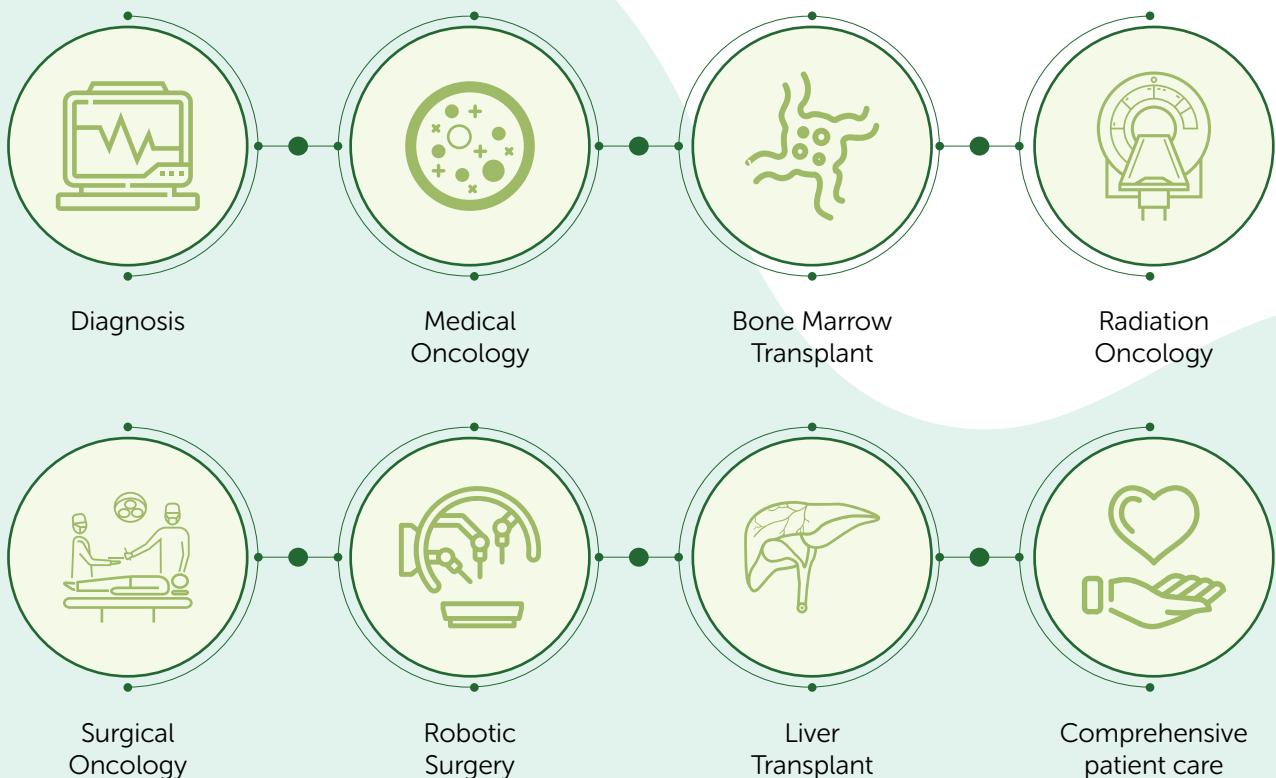 Diagnosis
Medical
Oncology
Bone Marrow
Transplant
Radiation
Oncology
Surgical
Oncology
Robotic
Surgery
Liver
Transplant
Comprehensive
patient care